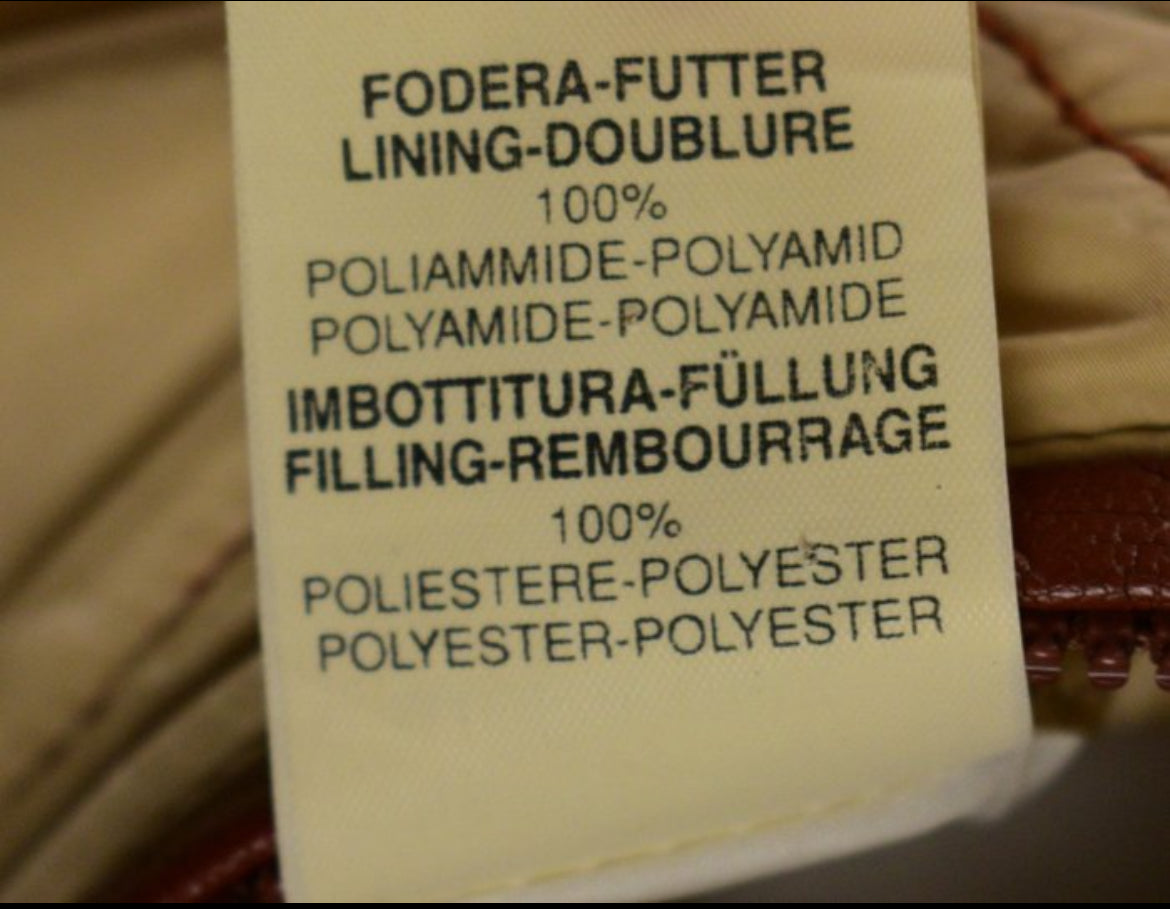 FODERA-FUTTER
LINING-DOUBLURE
100%
POLIAMMIDE-POLYAMID
POLYAMIDE-POLYAMIDE
IMBOTTITURA-FÜLLUNG
FILLING-REMBOURRAGE
100%
POLIESTERE-POLYESTER
POLYESTER-POLYESTER